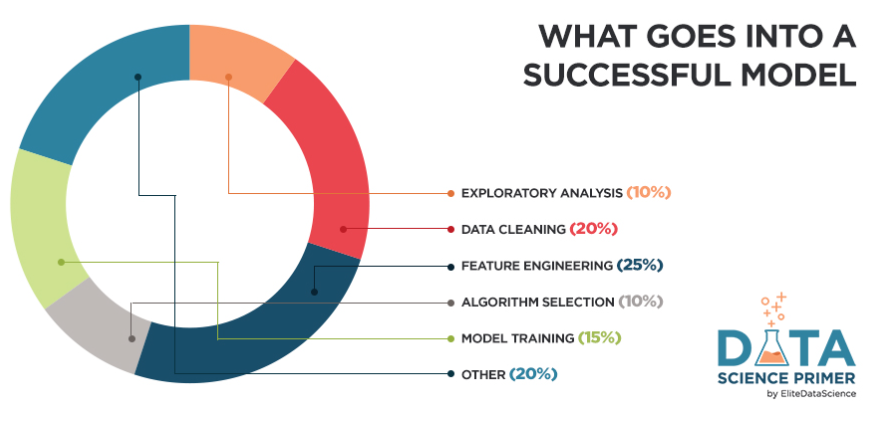 WHAT GOES INTO A
SUCCESSFUL MODEL
EXPLORATORY ANALYSIS (10%)
DATA CLEANING (20%)
FEATURE ENGINEERING (25%)
ALGORITHM SELECTION (10%)
MODEL TRAINING (15%)
OTHER (20%)
DATA
SCIENCE PRIMER
by EliteDataScience